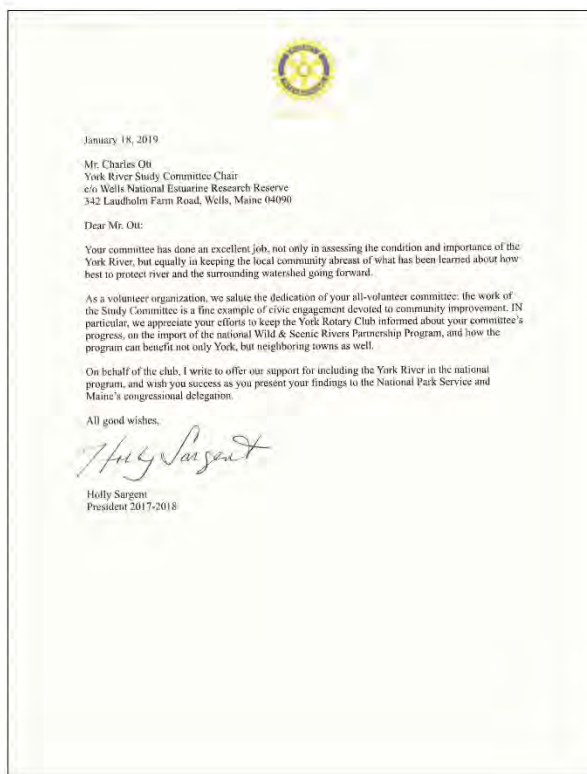 January 18, 2019
Mr. Charles Ott
York River Study Committee Chair
c/o Wells National Estuarine Research Reserve
342 Laudholm Farm Road, Wells, Maine 04090
Dear Mr. Ott:
Your committee has done an excellent job, not only in assessing the condition and importance of the
York River, but equally in keeping the local community abreast of what has been learned about how
best to protect river and the surrounding watershed going forward.
As a volunteer organization, we salute the dedication of your all-volunteer committee: the work of
the Study Committee is a fine example of civic engagement devoted to community improvement. IN
particular, we appreciate your efforts to keep the York Rotary Club informed about your committee's
progress, on the import of the national Wild & Scenic Rivers Partnership Program, and how the
program can benefit not only York, but neighboring towns as well.
On behalf of the club, I write to offer our support for including the York River in the national
program, and wish you success as you present your findings to the National Park Service and
Maine's congressional delegation.
All good wishes,
Holly Sargent
Holly Sargent
President 2017-2018